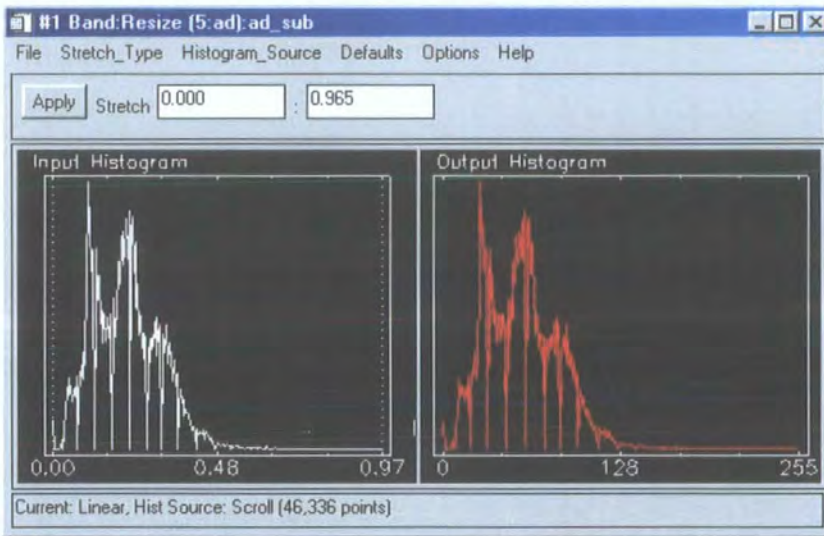 #1 Band:Resize (5:ad):ad_sub
File Stretch_Type Histogram_Source Defaults Options Help
Apply Stretch 0.000 : 0.965
Input Histogram Output Histogram
0.00 0.48 0.97 0 128 255
Current: Linear, Hist Source: Scroll (46,336 points)